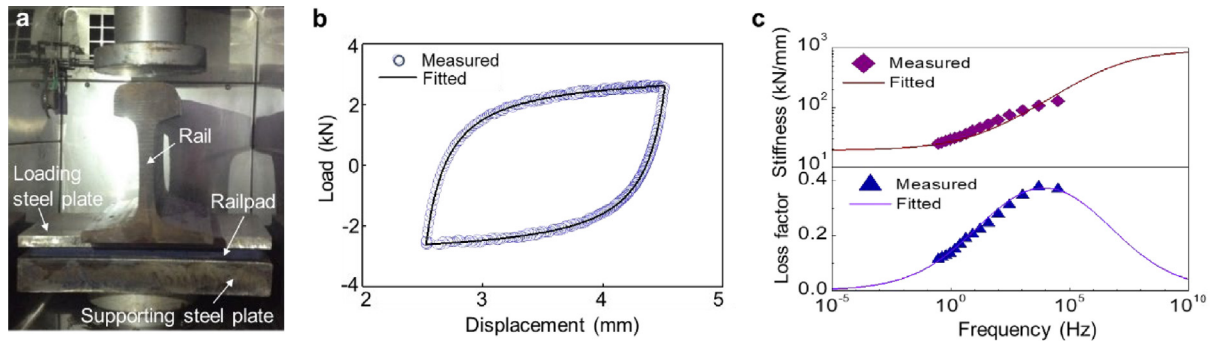 a
Rail
Loading
steel plate
Railpad
Supporting steel plate
b
Load (kN)
4
2
0
-2
-4
Measured
Fitted
2
3
4
5
Displacement (mm)
c
Stiffness (kN/mm)
10³
10²
10¹
Measured
Fitted
Loss factor
0.4
0.2
0.0
Measured
Fitted
10⁻⁵
10⁰
10⁵
10¹⁰
Frequency (Hz)